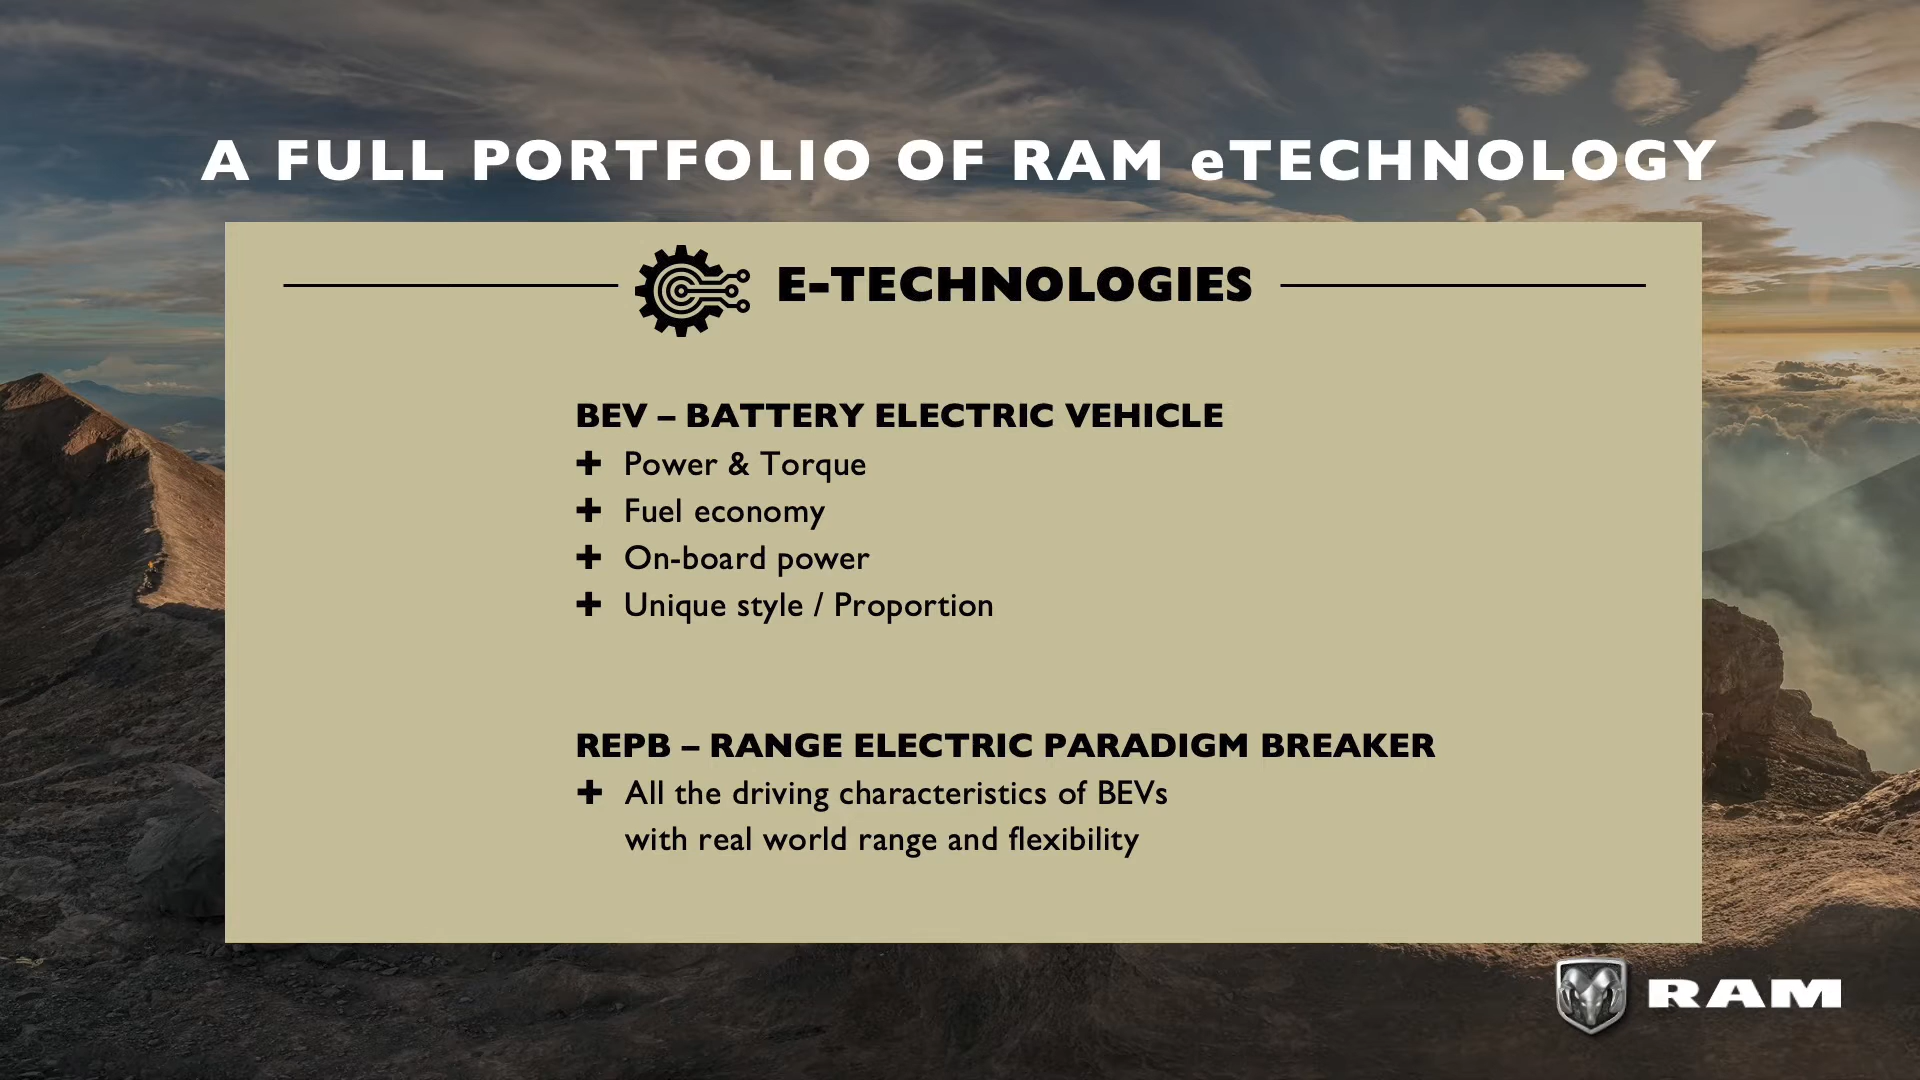 A FULL PORTFOLIO OF RAM eTECHNOLOGY
E-TECHNOLOGIES
BEV – BATTERY ELECTRIC VEHICLE
✚ Power & Torque
✚ Fuel economy
✚ On-board power
✚ Unique style / Proportion
REPB – RANGE ELECTRIC PARADIGM BREAKER
✚ All the driving characteristics of BEVs
with real world range and flexibility
RAM